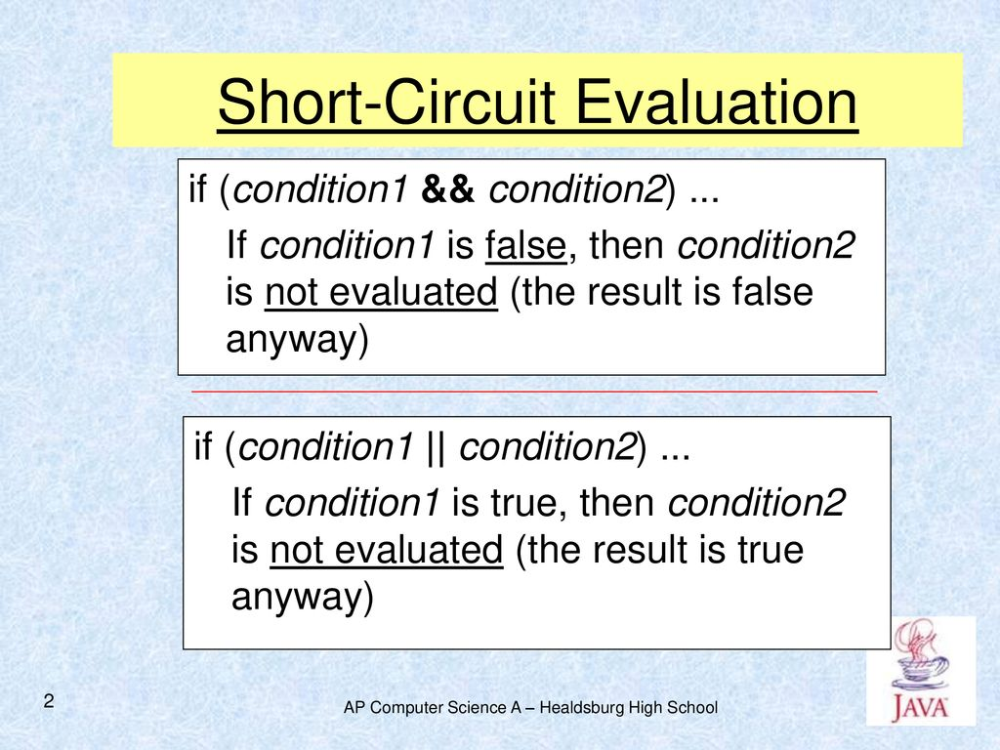 Short-Circuit Evaluation
if (condition1 && condition2) ...
If condition1 is false, then condition2
is not evaluated (the result is false
anyway)
if (condition1 || condition2) ...
If condition1 is true, then condition2
is not evaluated (the result is true
anyway)
2
AP Computer Science A – Healdsburg High School
JAVA